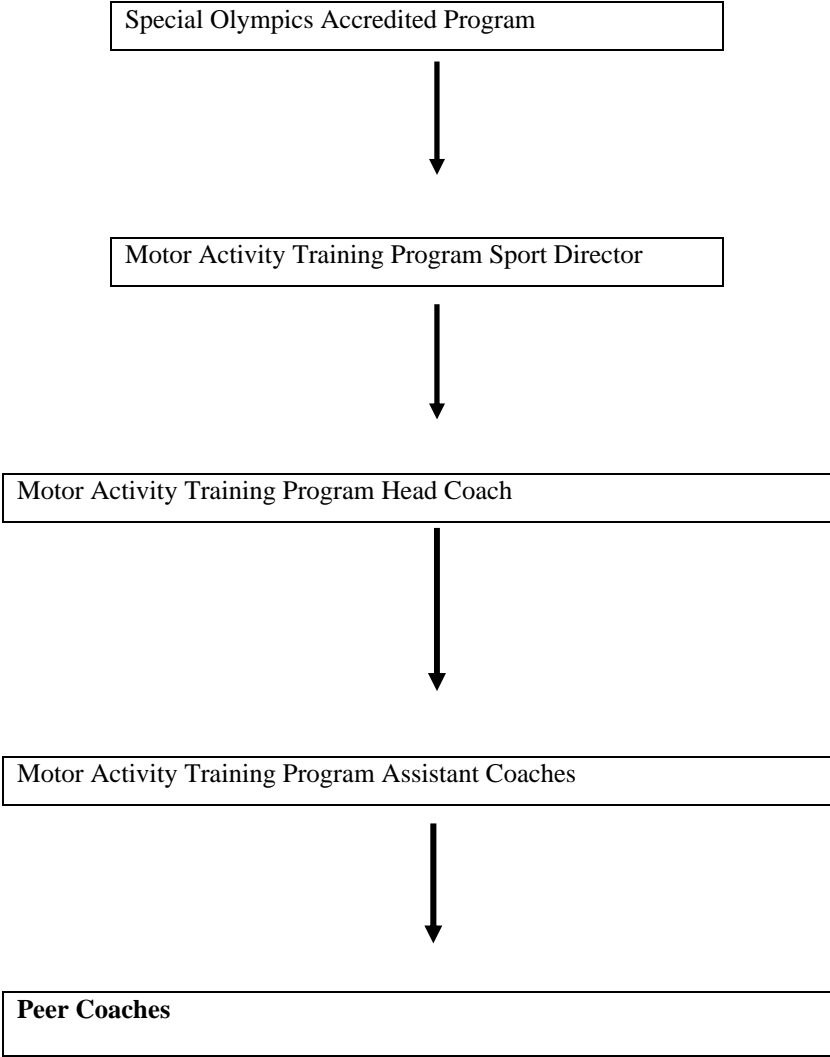 Special Olympics Accredited Program
Motor Activity Training Program Sport Director
Motor Activity Training Program Head Coach
Motor Activity Training Program Assistant Coaches
Peer Coaches